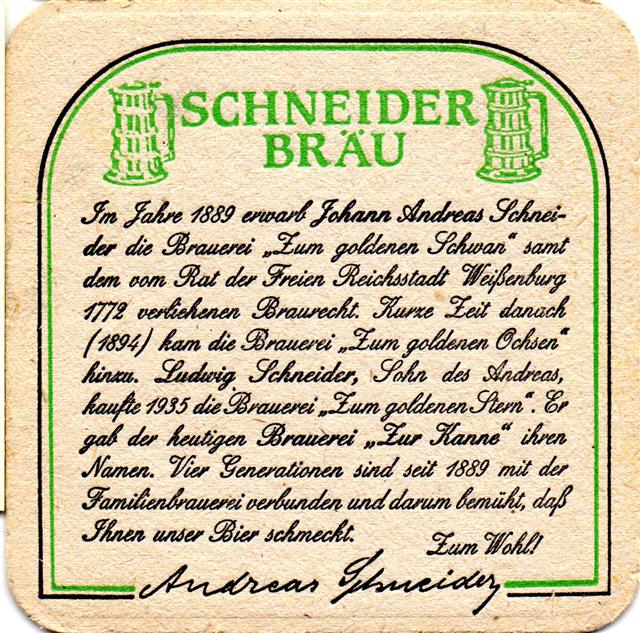 SCHNEIDER
BRÄU
Im Jahre 1889 erwarb Johann Andreas Schnei-
der die Brauerei „Zum goldenen Schwan“ samt
dem vom Rat der Freien Reichsstadt Weißenburg
1772 verliehenen Braurecht. Kurze Zeit danach
(1894) kam die Brauerei „Zum goldenen Ochsen“
hinzu. Ludwig Schneider, Sohn des Andreas,
kaufte 1935 die Brauerei „Zum goldenen Stern“. Er
gab der heutigen Brauerei „Zur Kanne“ ihren
Namen. Vier Generationen sind seit 1889 mit der
Familienbrauerei verbunden und darum bemüht, daß
Ihnen unser Bier schmeckt.
Zum Wohl!
Andreas Schneider